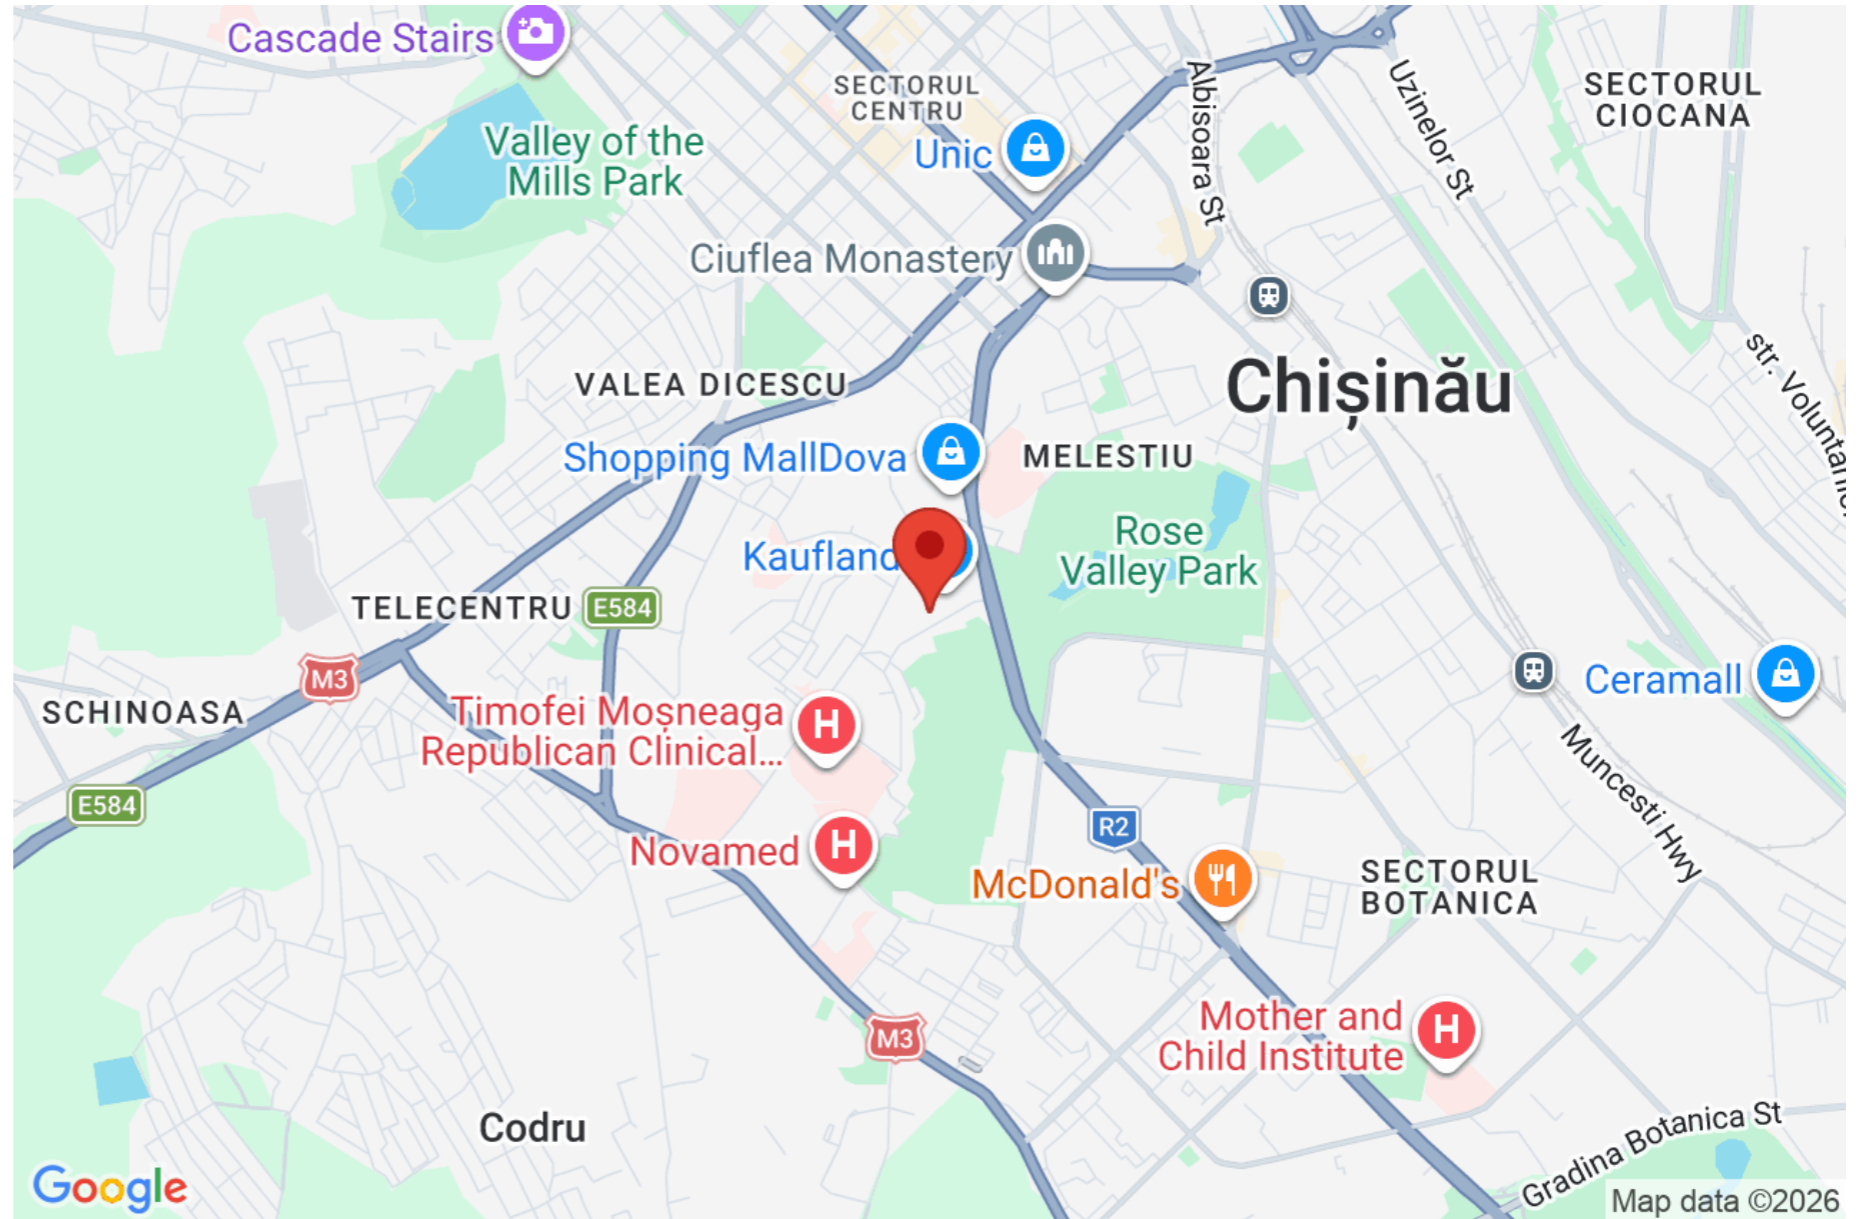 Cascade Stairs
SECTORUL
CENTRU
Unic
Albisoara St
Uzinelor St
SECTORUL
CIOCANA
Valley of the
Mills Park
Ciuflea Monastery
Chișinău
VALEA DICESCU
Shopping MallDova
MELESTIU
Rose
Valley Park
Kaufland
TELECENTRU
E584
M3
SCHINOASA
E584
Timofei Moșneaga
Republican Clinical...
H
Novamed
H
R2
McDonald's
SECTORUL
BOTANICA
Ceramall
Muncesti Hwy
M3
Mother and
Child Institute
H
Codru
Gradina Botanica St
Google
Map data ©2026